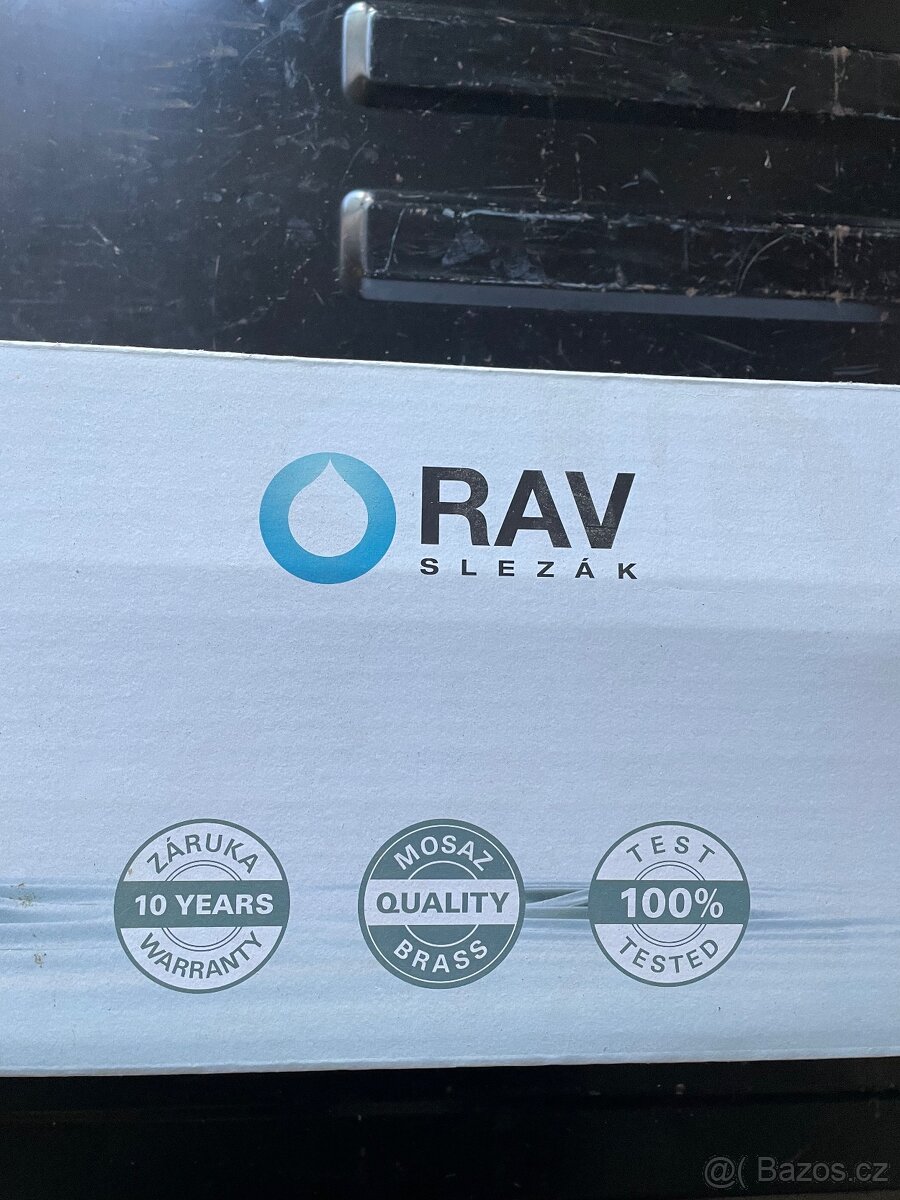 RAV
SLEZÁK
ZÁRUKA
10 YEARS
WARRANTY
MOSAZ
QUALITY
BRASS
TEST
100%
TESTED
@( Bazos.cz